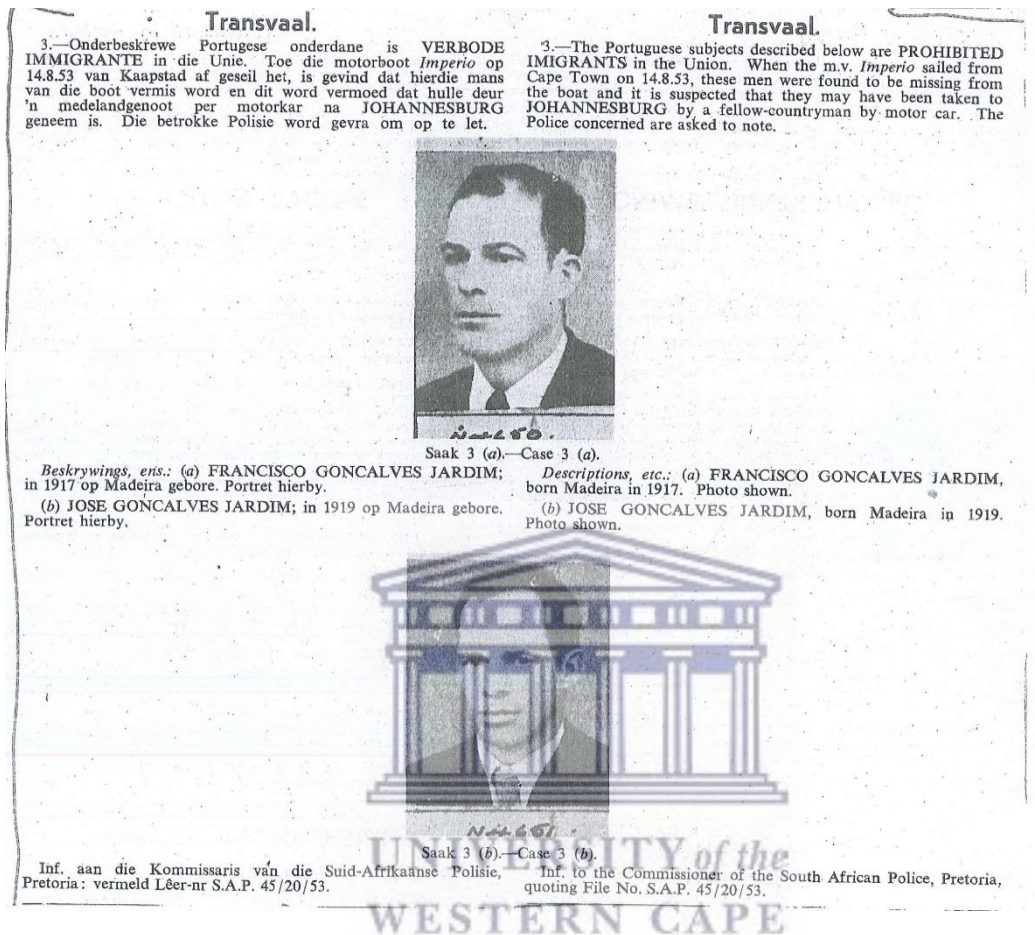 Transvaal.
3.—Onderbeskrewe Portugese onderdane is VERBODE
IMMIGRANTE in die Unie. Toe die motorboot Imperio op
14.8.53 van Kaapstad af geseil het, is gevind dat hierdie mans
van die boot vermis word en dit word vermoed dat hulle deur
'n medelandgenoot per motorkar na JOHANNESBURG
geneem is. Die betrokke Polisie word gevra om op te let.
Transvaal.
3.—The Portuguese subjects described below are PROHIBITED
IMIGRANTS in the Union. When the m.v. Imperio sailed from
Cape Town on 14.8.53, these men were found to be missing from
the boat and it is suspected that they may have been taken to
JOHANNESBURG by a fellow-countryman by motor car. The
Police concerned are asked to note.
Saak 3 (a).—Case 3 (a).
Beskrywings, ens.: (a) FRANCISCO GONCALVES JARDIM;
in 1917 op Madeira gebore. Portret hierby.
(b) JOSE GONCALVES JARDIM; in 1919 op Madeira gebore.
Portret hierby.
Descriptions, etc.: (a) FRANCISCO GONCALVES JARDIM,
born Madeira in 1917. Photo shown.
(b) JOSE GONCALVES JARDIM, born Madeira in 1919.
Photo shown.
Saak 3 (b).—Case 3 (b).
Inf. aan die Kommissaris van die Suid-Afrikaanse Polisie,
Pretoria: vermeld Lêer-nr S.A.P. 45/20/53.
Inf. to the Commissioner of the South African Police, Pretoria,
quoting File No. S.A.P. 45/20/53.
UNIVERSITY of the
WESTERN CAPE